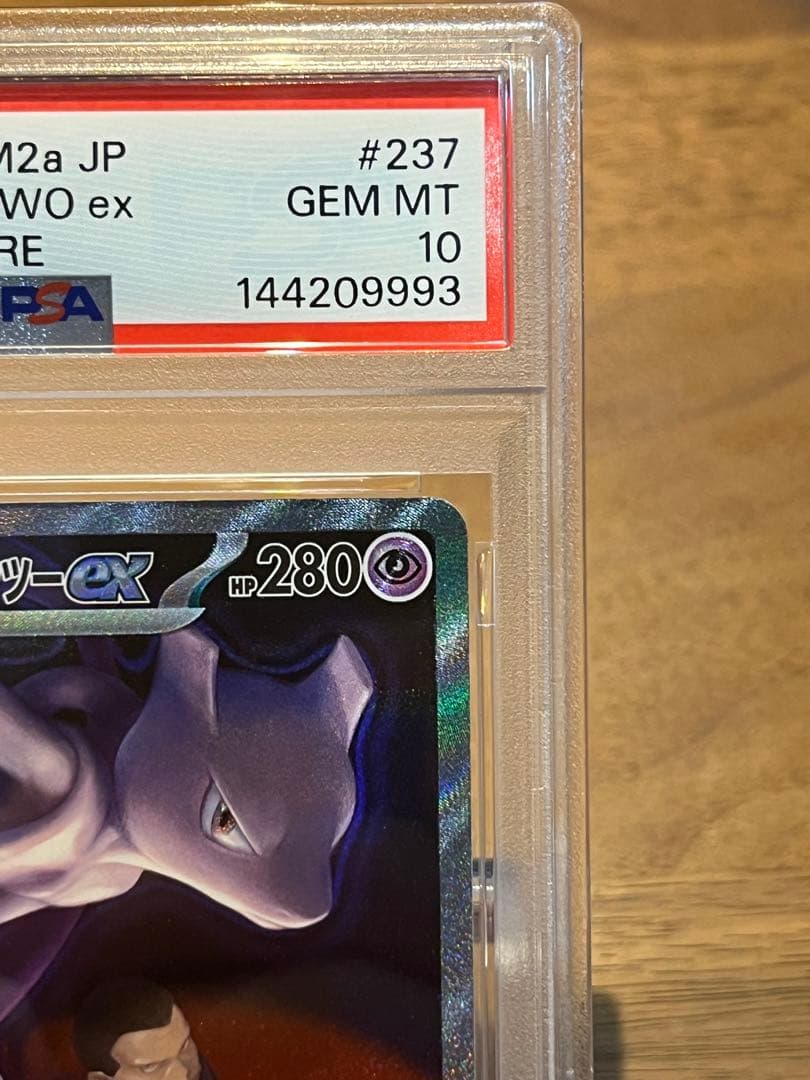 M2a JP #237
WO ex GEM MT
RE 10
PSA 144209993
ツーex HP280